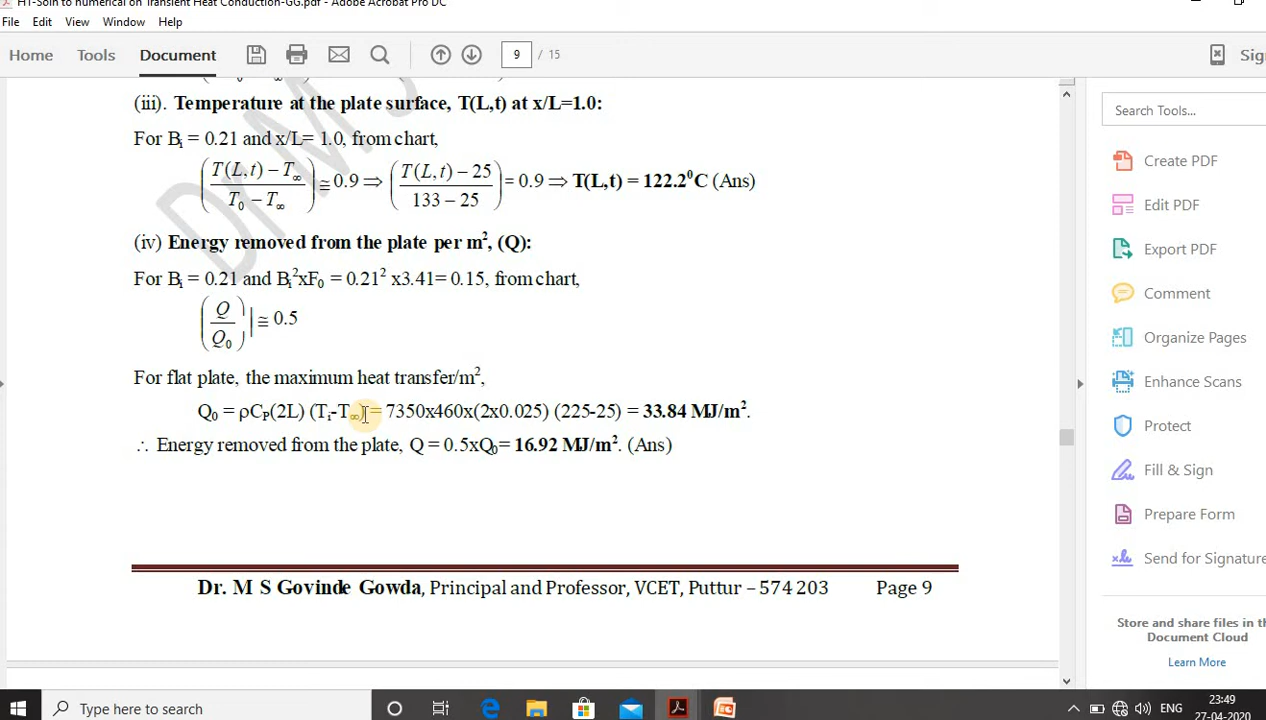 HT-Soln to numerical on Transient Heat Conduction-GG.pdf - Adobe Acrobat Pro DC
File Edit View Window Help
Home Tools Document 9 / 15 Sig
(iii). Temperature at the plate surface, T(L,t) at x/L=1.0:
For Bi = 0.21 and x/L= 1.0, from chart,
(T(L,t) – T∞ / T0 – T∞) ≅ 0.9 ⇒ (T(L,t) – 25 / 133 – 25) = 0.9 ⇒ T(L,t) = 122.2⁰C (Ans)
(iv) Energy removed from the plate per m², (Q):
For Bi = 0.21 and Bi²xF0 = 0.21² x3.41= 0.15, from chart,
(Q / Q0)| ≅ 0.5
For flat plate, the maximum heat transfer/m²,
Q0 = ρCP(2L) (Ti-T∞)= 7350x460x(2x0.025) (225-25) = 33.84 MJ/m².
∴ Energy removed from the plate, Q = 0.5xQ0= 16.92 MJ/m². (Ans)
Dr. M S Govinde Gowda, Principal and Professor, VCET, Puttur – 574 203 Page 9
Dr M S
Search Tools...
Create PDF
Edit PDF
Export PDF
Comment
Organize Pages
Enhance Scans
Protect
Fill & Sign
Prepare Form
Send for Signature
Store and share files in the
Document Cloud
Learn More
Type here to search
ENG
23:49
27-04-2020